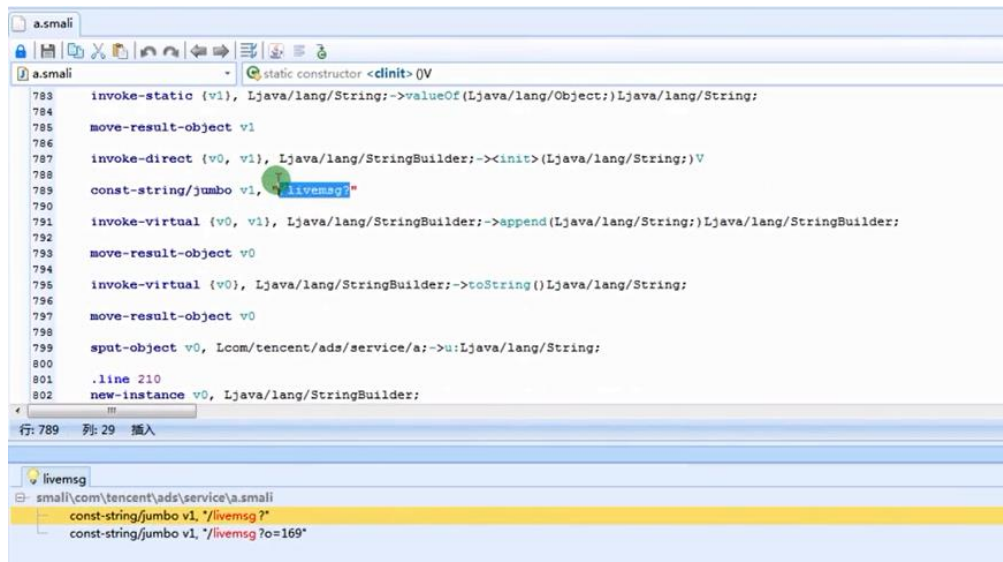 a.smali
a.smali static constructor <clinit> ()V
783 invoke-static {v1}, Ljava/lang/String;->valueOf(Ljava/lang/Object;)Ljava/lang/String;
784
785 move-result-object v1
786
787 invoke-direct {v0, v1}, Ljava/lang/StringBuilder;-><init>(Ljava/lang/String;)V
788
789 const-string/jumbo v1, "/livemsg?"
790
791 invoke-virtual {v0, v1}, Ljava/lang/StringBuilder;->append(Ljava/lang/String;)Ljava/lang/StringBuilder;
792
793 move-result-object v0
794
795 invoke-virtual {v0}, Ljava/lang/StringBuilder;->toString()Ljava/lang/String;
796
797 move-result-object v0
798
799 sput-object v0, Lcom/tencent/ads/service/a;->u:Ljava/lang/String;
800
801 .line 210
802 new-instance v0, Ljava/lang/StringBuilder;
行: 789 列: 29 插入
livemsg
smali\com\tencent\ads\service\a.smali
const-string/jumbo v1, "/livemsg ?"
const-string/jumbo v1, "/livemsg ?o=169"